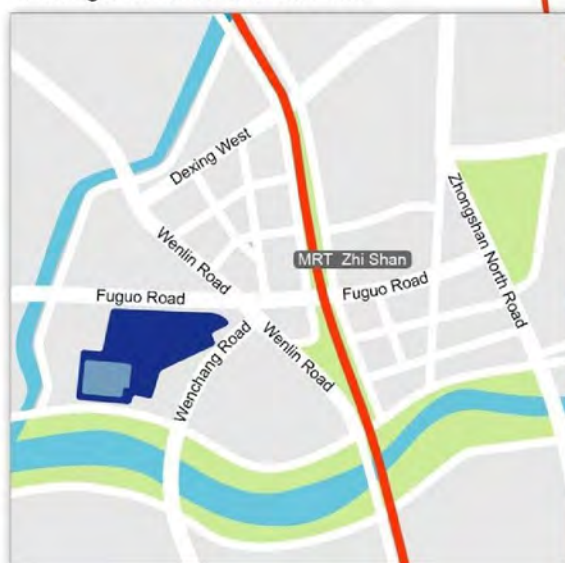 Dexing West
Wenlin Road
Zhongshan North Road
MRT Zhi Shan
Fuguo Road
Fuguo Road
Wenlin Road
Wenchang Road